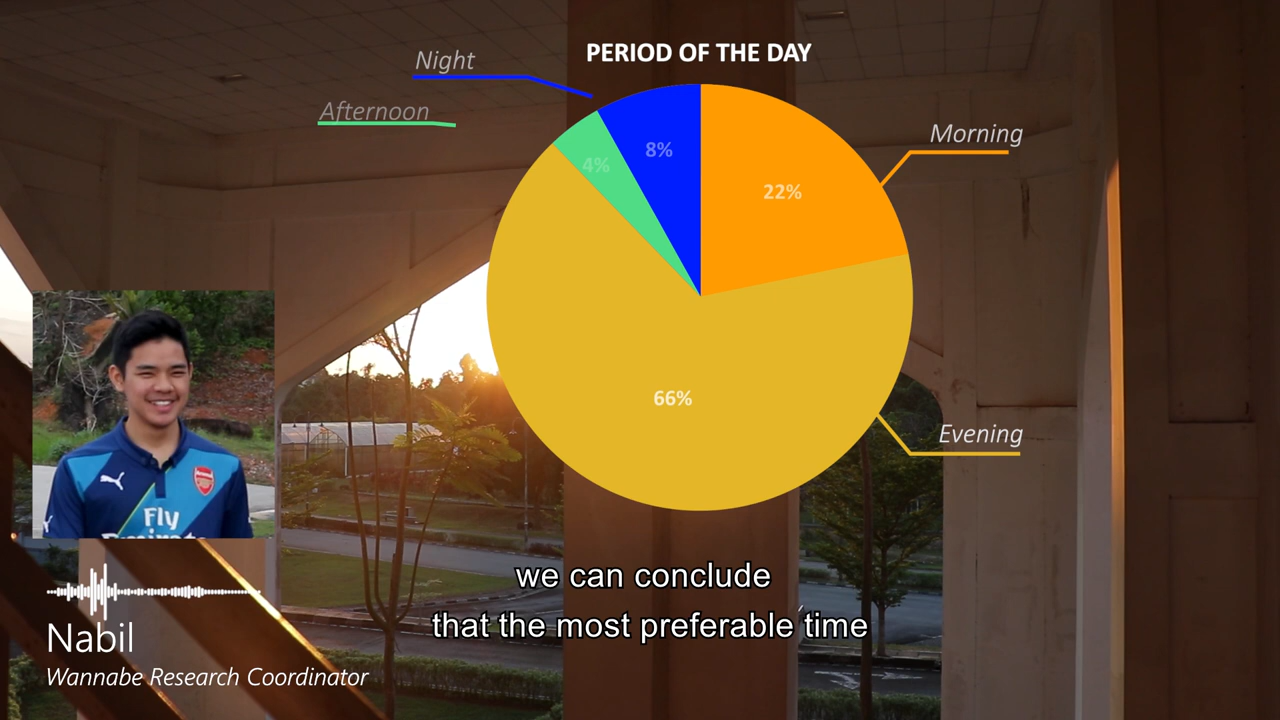 PERIOD OF THE DAY
Night
Afternoon
Morning
8%
4%
22%
66%
Evening
Arsenal
Fly
we can conclude
that the most preferable time
Nabil
Wannabe Research Coordinator